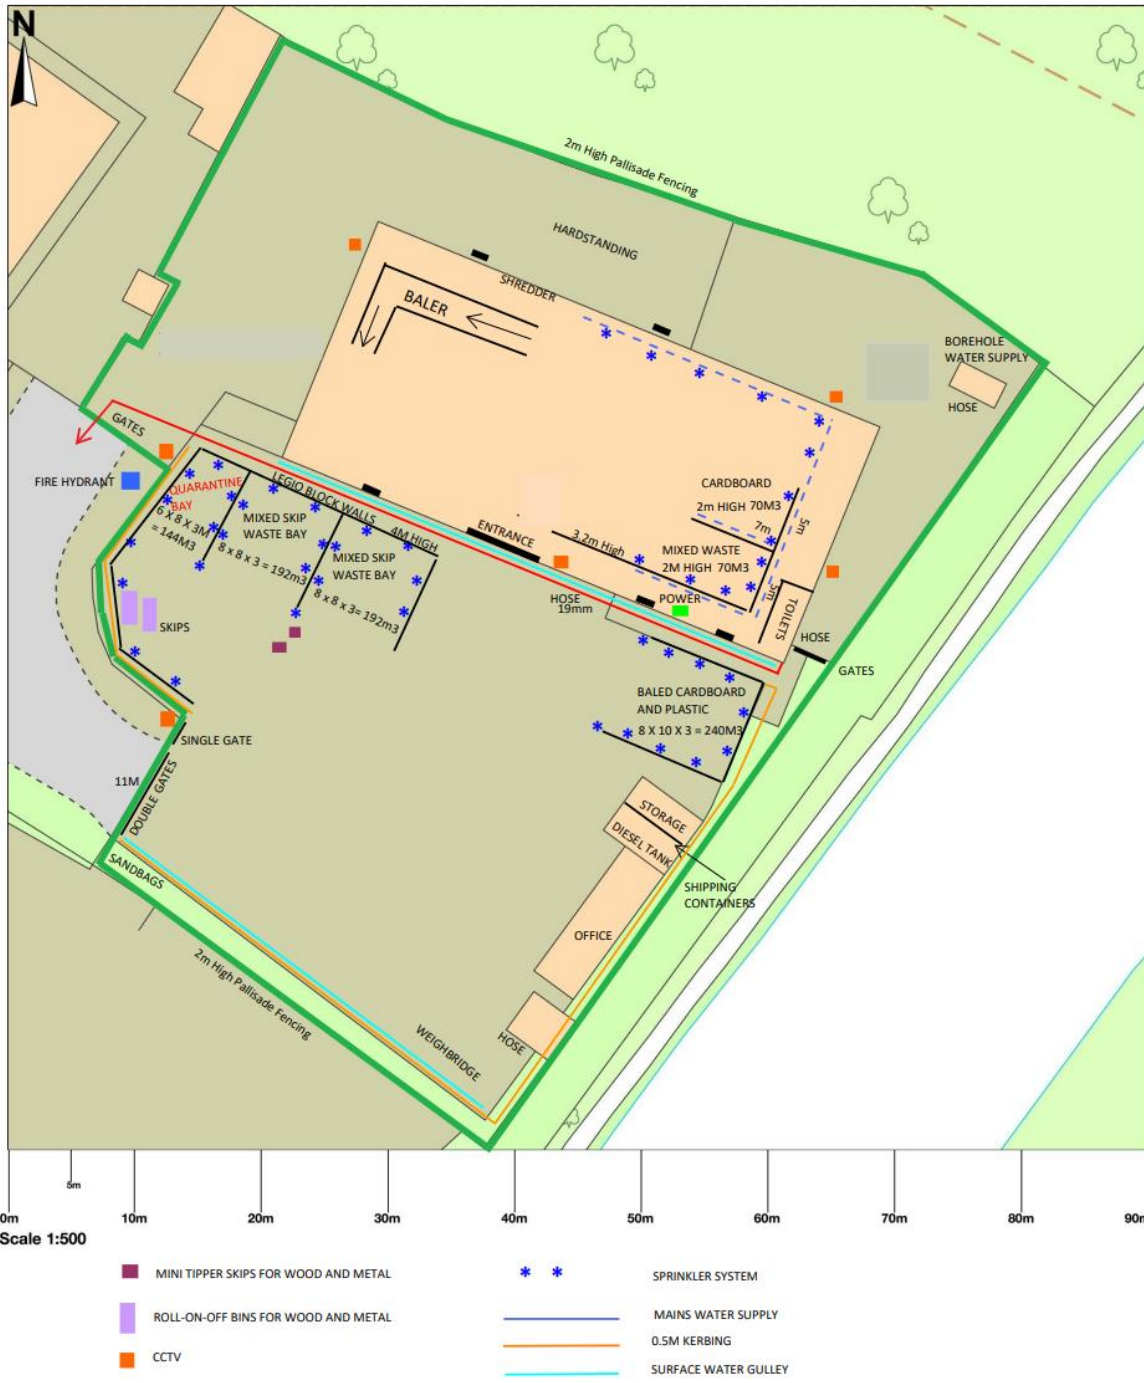 N
2m High Pallisade Fencing
HARDSTANDING
SHREDDER
BALER
BOREHOLE
WATER SUPPLY
HOSE
GATES
FIRE HYDRANT
QUARANTINE
BAY
6 X 8 X 3M
= 144M3
LEGIO BLOCK WALLS
4M HIGH
MIXED SKIP
WASTE BAY
8 x 8 x 3 = 192m3
MIXED SKIP
WASTE BAY
8 x 8 x 3= 192m3
ENTRANCE
3.2m High
CARDBOARD
2m HIGH 70M3
7m
5m
MIXED WASTE
2M HIGH 70M3
5m
POWER
HOSE
19mm
TOILETS
HOSE
GATES
SKIPS
BALED CARDBOARD
AND PLASTIC
8 X 10 X 3 = 240M3
SINGLE GATE
11M
DOUBLE GATES
SANDBAGS
STORAGE
DIESEL TANK
SHIPPING
CONTAINERS
OFFICE
2m High Pallisade Fencing
WEIGHBRIDGE
HOSE
0m
5m
10m
20m
30m
40m
50m
60m
70m
80m
90m
Scale 1:500
MINI TIPPER SKIPS FOR WOOD AND METAL
ROLL-ON-OFF BINS FOR WOOD AND METAL
CCTV
SPRINKLER SYSTEM
MAINS WATER SUPPLY
0.5M KERBING
SURFACE WATER GULLEY